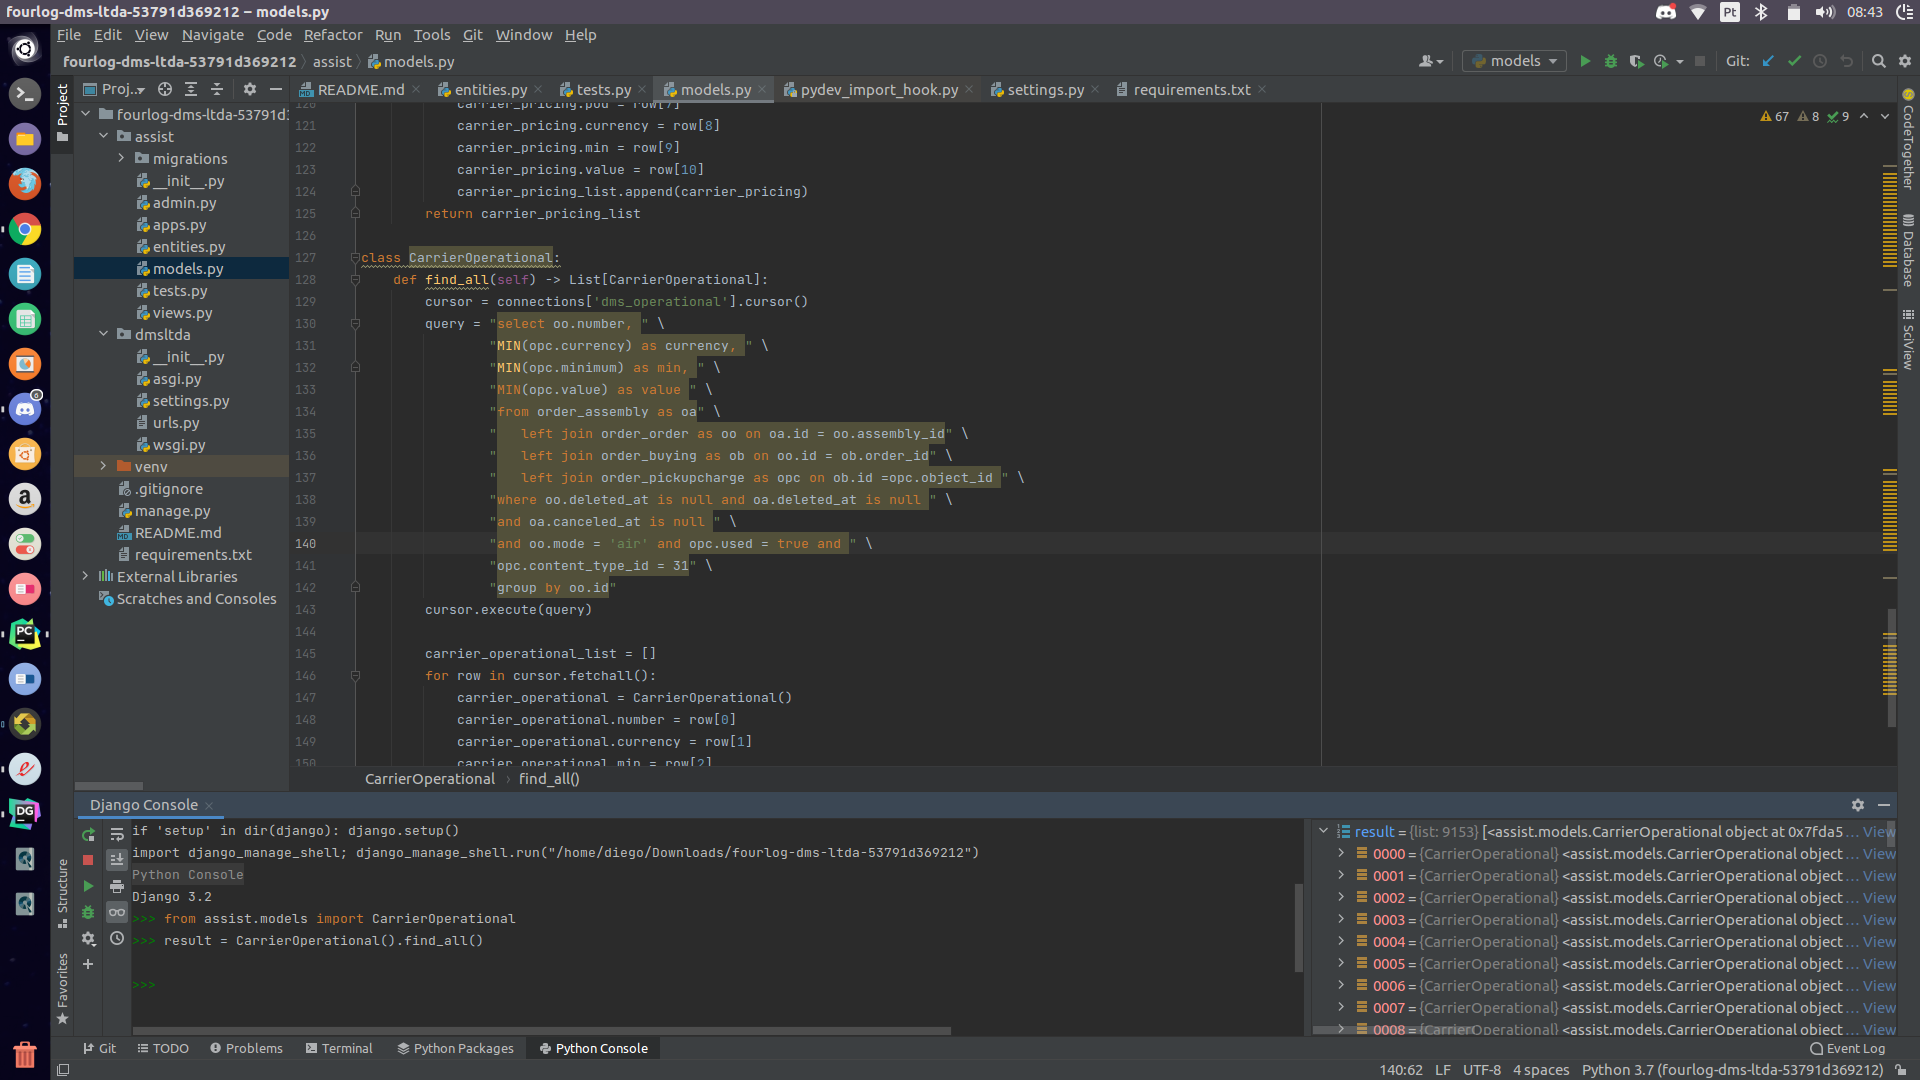 fourlog-dms-ltda-53791d369212 – models.py
Pt
08:43
File Edit View Navigate Code Refactor Run Tools Git Window Help
fourlog-dms-ltda-53791d369212 assist models.py
models
Git:
Project
Proj...
README.md
entities.py
tests.py
models.py
pydev_import_hook.py
settings.py
requirements.txt
fourlog-dms-ltda-53791d3
assist
migrations
__init__.py
admin.py
apps.py
entities.py
models.py
tests.py
views.py
dmsltda
__init__.py
asgi.py
settings.py
urls.py
wsgi.py
venv
.gitignore
manage.py
README.md
requirements.txt
External Libraries
Scratches and Consoles
67 8 9
120 carrier_pricing.pod = row[7]
121 carrier_pricing.currency = row[8]
122 carrier_pricing.min = row[9]
123 carrier_pricing.value = row[10]
124 carrier_pricing_list.append(carrier_pricing)
125 return carrier_pricing_list
126
127 class CarrierOperational:
128 def find_all(self) -> List[CarrierOperational]:
129 cursor = connections['dms_operational'].cursor()
130 query = "select oo.number, " \
131 "MIN(opc.currency) as currency, " \
132 "MIN(opc.minimum) as min, " \
133 "MIN(opc.value) as value " \
134 "from order_assembly as oa" \
135 "   left join order_order as oo on oa.id = oo.assembly_id" \
136 "   left join order_buying as ob on oo.id = ob.order_id" \
137 "   left join order_pickupcharge as opc on ob.id =opc.object_id " \
138 "where oo.deleted_at is null and oa.deleted_at is null " \
139 "and oa.canceled_at is null " \
140 "and oo.mode = 'air' and opc.used = true and " \
141 "opc.content_type_id = 31" \
142 "group by oo.id"
143 cursor.execute(query)
144
145 carrier_operational_list = []
146 for row in cursor.fetchall():
147 carrier_operational = CarrierOperational()
148 carrier_operational.number = row[0]
149 carrier_operational.currency = row[1]
150 carrier_operational.min = row[2]
CarrierOperational find_all()
CodeTogether
Database
SciView
Django Console
if 'setup' in dir(django): django.setup()
import django_manage_shell; django_manage_shell.run("/home/diego/Downloads/fourlog-dms-ltda-53791d369212")
Python Console
Django 3.2
>>> from assist.models import CarrierOperational
>>> result = CarrierOperational().find_all()
>>>
result = {list: 9153} [<assist.models.CarrierOperational object at 0x7fda5 ... View
0000 = {CarrierOperational} <assist.models.CarrierOperational object ... View
0001 = {CarrierOperational} <assist.models.CarrierOperational object ... View
0002 = {CarrierOperational} <assist.models.CarrierOperational object ... View
0003 = {CarrierOperational} <assist.models.CarrierOperational object ... View
0004 = {CarrierOperational} <assist.models.CarrierOperational object ... View
0005 = {CarrierOperational} <assist.models.CarrierOperational object ... View
0006 = {CarrierOperational} <assist.models.CarrierOperational object ... View
0007 = {CarrierOperational} <assist.models.CarrierOperational object ... View
0008 = {CarrierOperational} <assist.models.CarrierOperational object ... View
Structure
Favorites
Git TODO Problems Terminal Python Packages Python Console Event Log
140:62 LF UTF-8 4 spaces Python 3.7 (fourlog-dms-ltda-53791d369212)
PC
DG
6